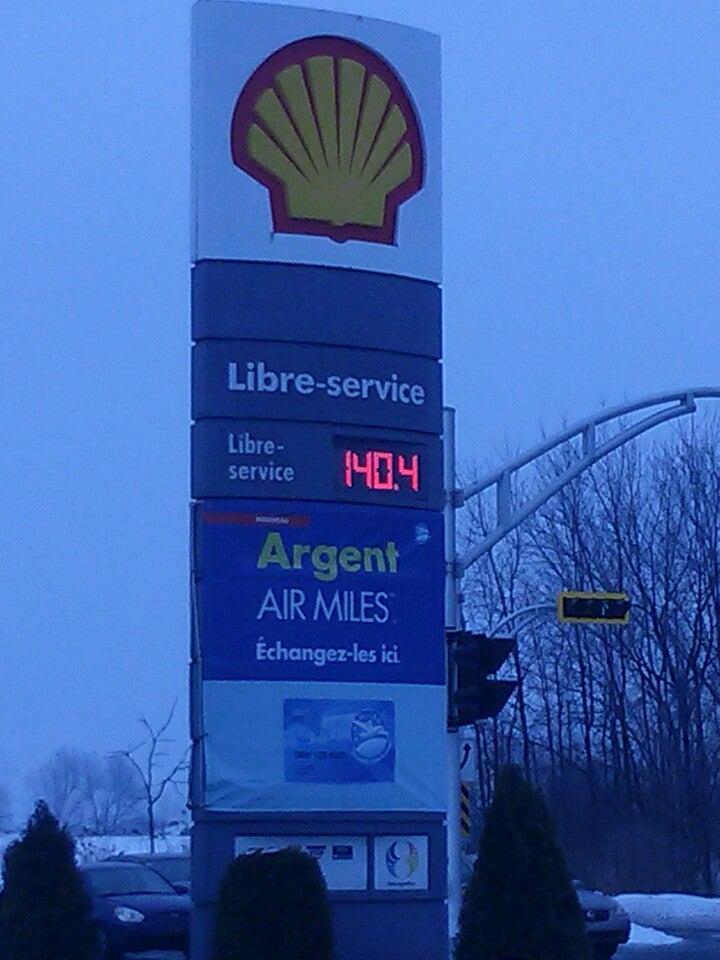 Libre-service
Libre-
service
140.4
NOUVEAU
Argent
AIR MILES
Échangez-les ici.